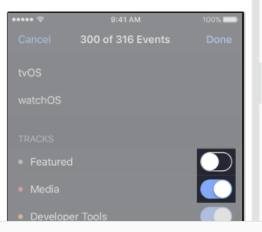 9:41 AM 100%
Cancel 300 of 316 Events Done
tvOS
watchOS
TRACKS
Featured
Media
Developer Tools